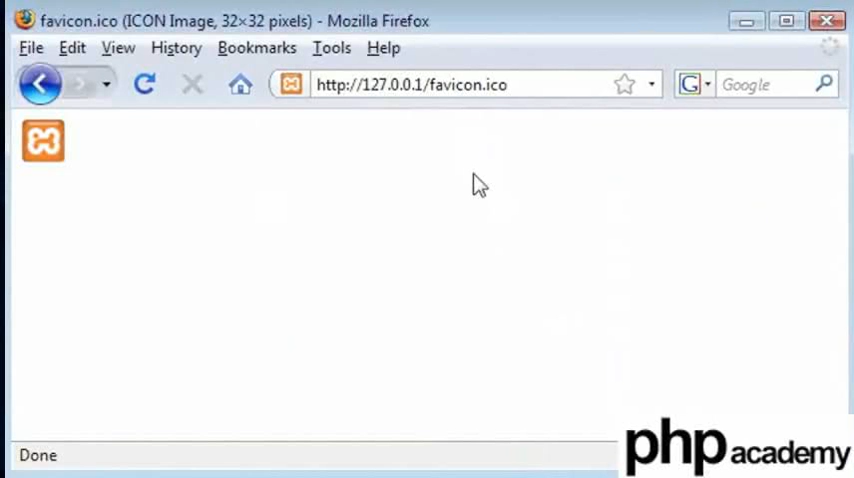 favicon.ico (ICON Image, 32×32 pixels) - Mozilla Firefox
File Edit View History Bookmarks Tools Help
http://127.0.0.1/favicon.ico G Google
Done
php academy